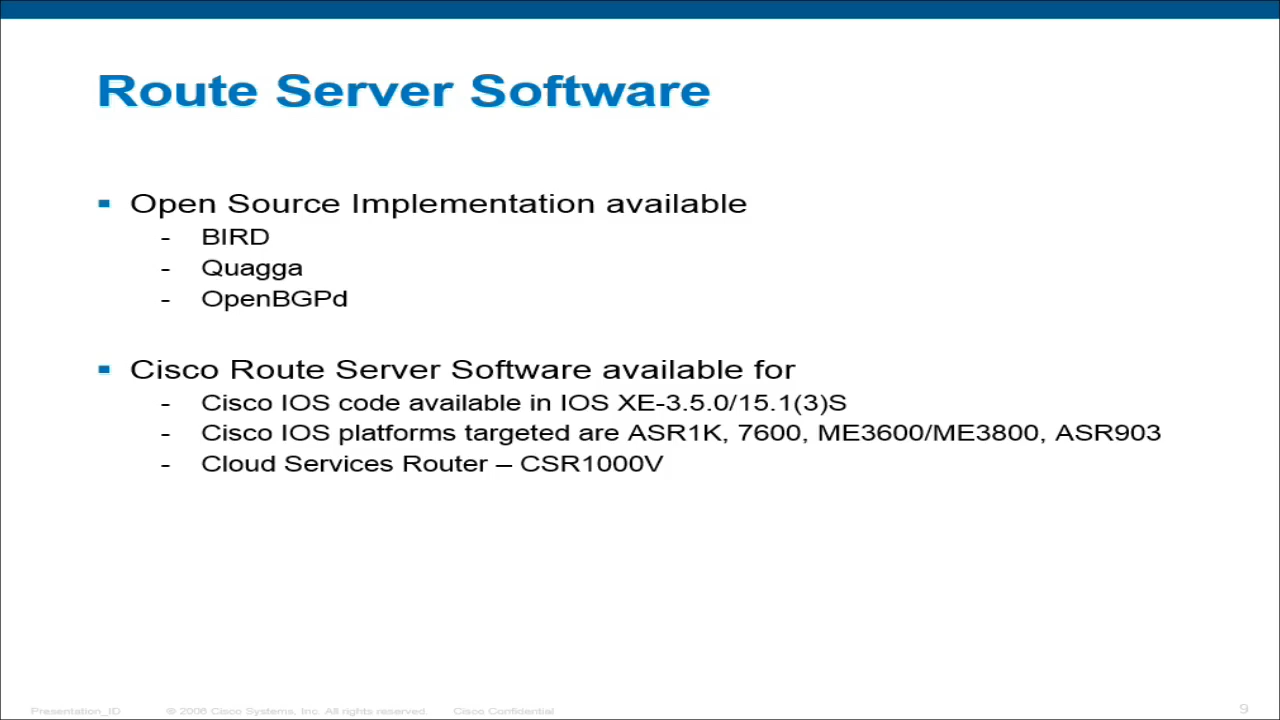 Route Server Software
▪ Open Source Implementation available
- BIRD
- Quagga
- OpenBGPd
▪ Cisco Route Server Software available for
- Cisco IOS code available in IOS XE-3.5.0/15.1(3)S
- Cisco IOS platforms targeted are ASR1K, 7600, ME3600/ME3800, ASR903
- Cloud Services Router – CSR1000V
Presentation_ID © 2006 Cisco Systems, Inc. All rights reserved. Cisco Confidential 9